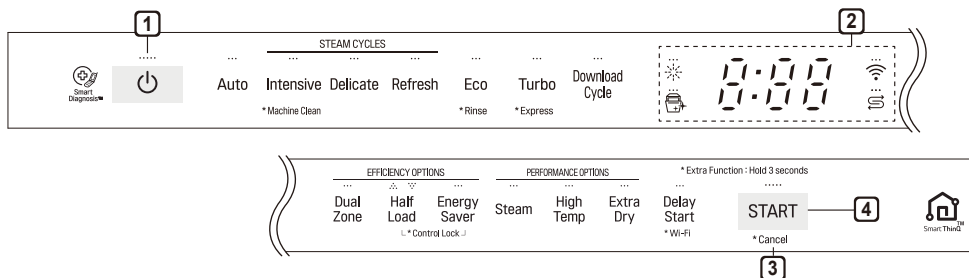 1
2
STEAM CYCLES
Smart
Diagnosis™
Auto
Intensive
Delicate
Refresh
Eco
Turbo
Download
Cycle
8:88
* Machine Clean
* Rinse
* Express
EFFICIENCY OPTIONS
PERFORMANCE OPTIONS
* Extra Function : Hold 3 seconds
Dual
Zone
Half
Load
Energy
Saver
Steam
High
Temp
Extra
Dry
Delay
Start
START
4
* Control Lock
* Wi-Fi
* Cancel
3
Smart ThinQ™